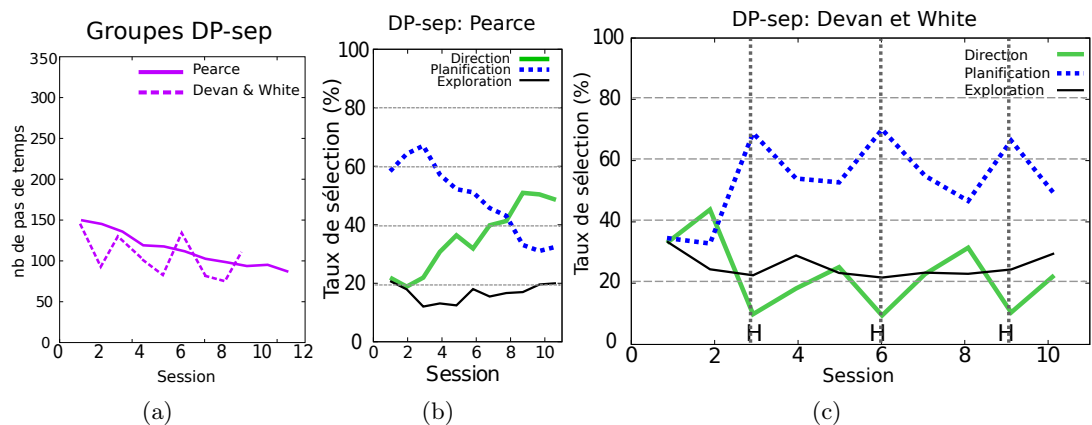 Groupes DP-sep
nb de pas de temps
350
300
250
200
150
100
50
0
Pearce
Devan & White
0 2 4 6 8 10 12
Session
(a)
DP-sep: Pearce
Taux de sélection (%)
100
80
60
40
20
0
Direction
Planification
Exploration
0 2 4 6 8 10
Session
(b)
DP-sep: Devan et White
Taux de sélection (%)
100
80
60
40
20
0
Direction
Planification
Exploration
H H H
0 2 4 6 8 10
Session
(c)